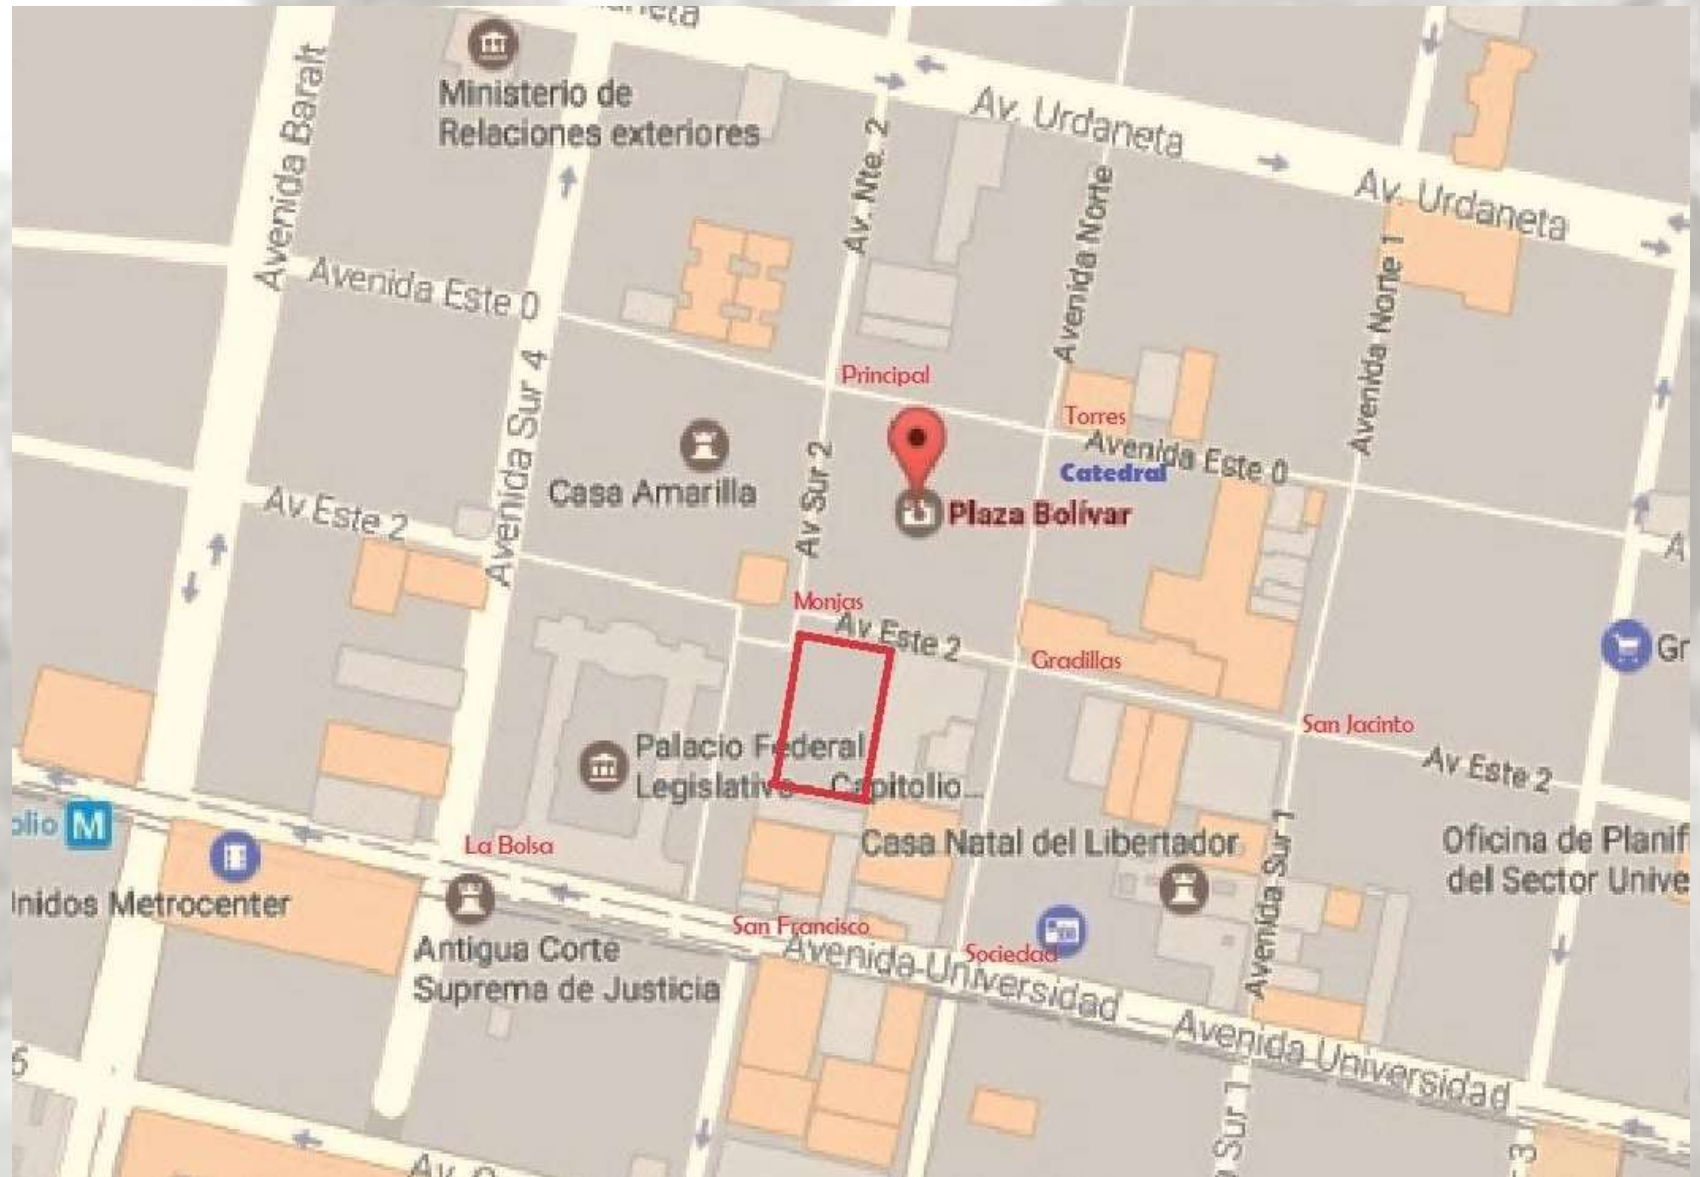 Ministerio de
Relaciones exteriores
Avenida Baralt
Av. Nte. 2
Av. Urdaneta
Av. Urdaneta
Avenida Norte
Avenida Norte 1
Avenida Este 0
Avenida Sur 4
Principal
Torres
Avenida Este 0
Catedral
Casa Amarilla
Av Sur 2
Plaza Bolívar
Av Este 2
Monjas
Av Este 2
Gradillas
San Jacinto
Av Este 2
Gr
Palacio Federal
Legislativo - Capitolio...
olio M
La Bolsa
Casa Natal del Libertador
Avenida Sur 1
Oficina de Planif
del Sector Unive
Unidos Metrocenter
Antigua Corte
Suprema de Justicia
San Francisco
Sociedad
Avenida Universidad
Avenida Universidad
Sur 1
3
6